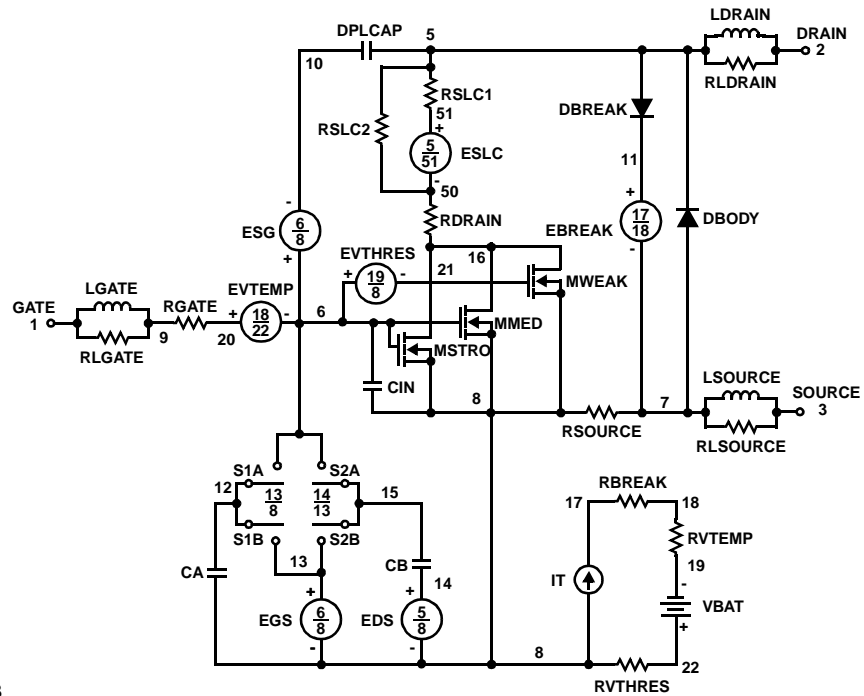 LDRAIN
DPLCAP 5 DRAIN
10 2
RLDRAIN
RSLC1
51 DBREAK
RSLC2
+
5
51
ESLC
11
-
50
-
+
RDRAIN
17
18
EBREAK
DBODY
6
8
ESG
EVTHRES
16
-
+
+ 19
8
- 21
MWEAK
LGATE
EVTEMP
GATE
1
RGATE
+ 18
22
- 6
MMED
9 20
MSTRO
RLGATE
LSOURCE
CIN
8 7
SOURCE
3
RSOURCE
RLSOURCE
S1A S2A
12 13
8
14
13
15
RBREAK
17 18
S1B S2B
RVTEMP
13
CA CB
14
19
IT
-
VBAT
+ +
EGS 6
8
EDS 5
8
+
- -
8
22
RVTHRES